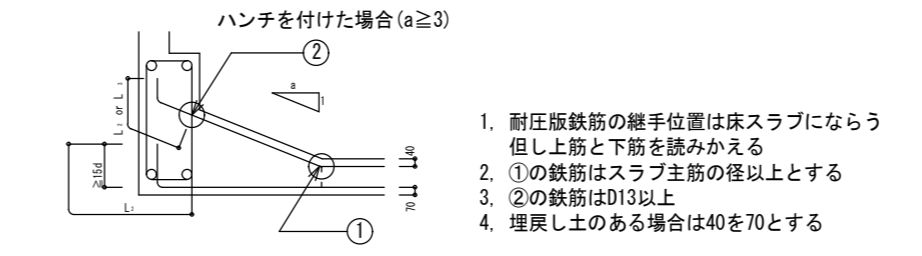 ハンチを付けた場合(a≧3)
②
a
1
L₂ or L
40
≧15d
70
L₂
①
1, 耐圧版鉄筋の継手位置は床スラブにならう
但し上筋と下筋を読みかえる
2, ①の鉄筋はスラブ主筋の径以上とする
3, ②の鉄筋はD13以上
4, 埋戻し土のある場合は40を70とする